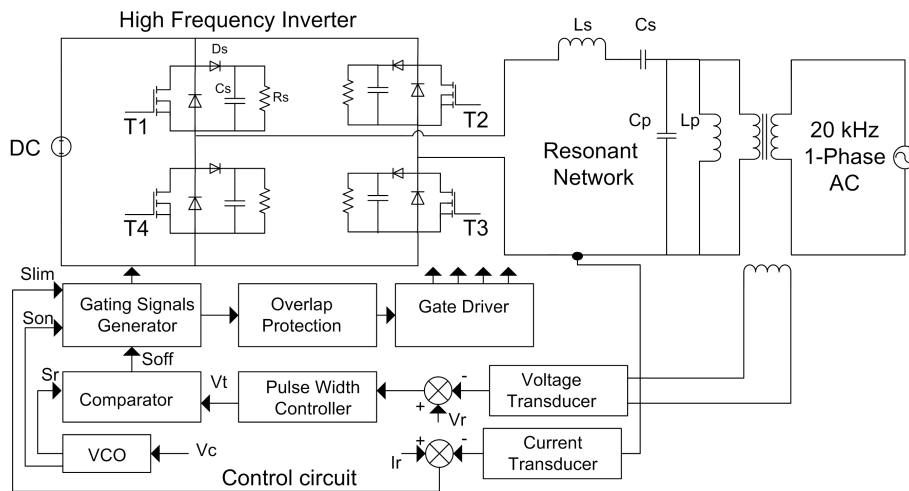 High Frequency Inverter
Ls
Cs
Ds
Cs
Rs
T1
T2
DC
Cp
Lp
Resonant
Network
20 kHz
1-Phase
AC
T4
T3
Slim
Son
Gating Signals
Generator
Overlap
Protection
Gate Driver
Soff
Sr
Comparator
Vt
Pulse Width
Controller
-
+
Vr
Voltage
Transducer
VCO
Vc
Ir
+
-
Current
Transducer
Control circuit